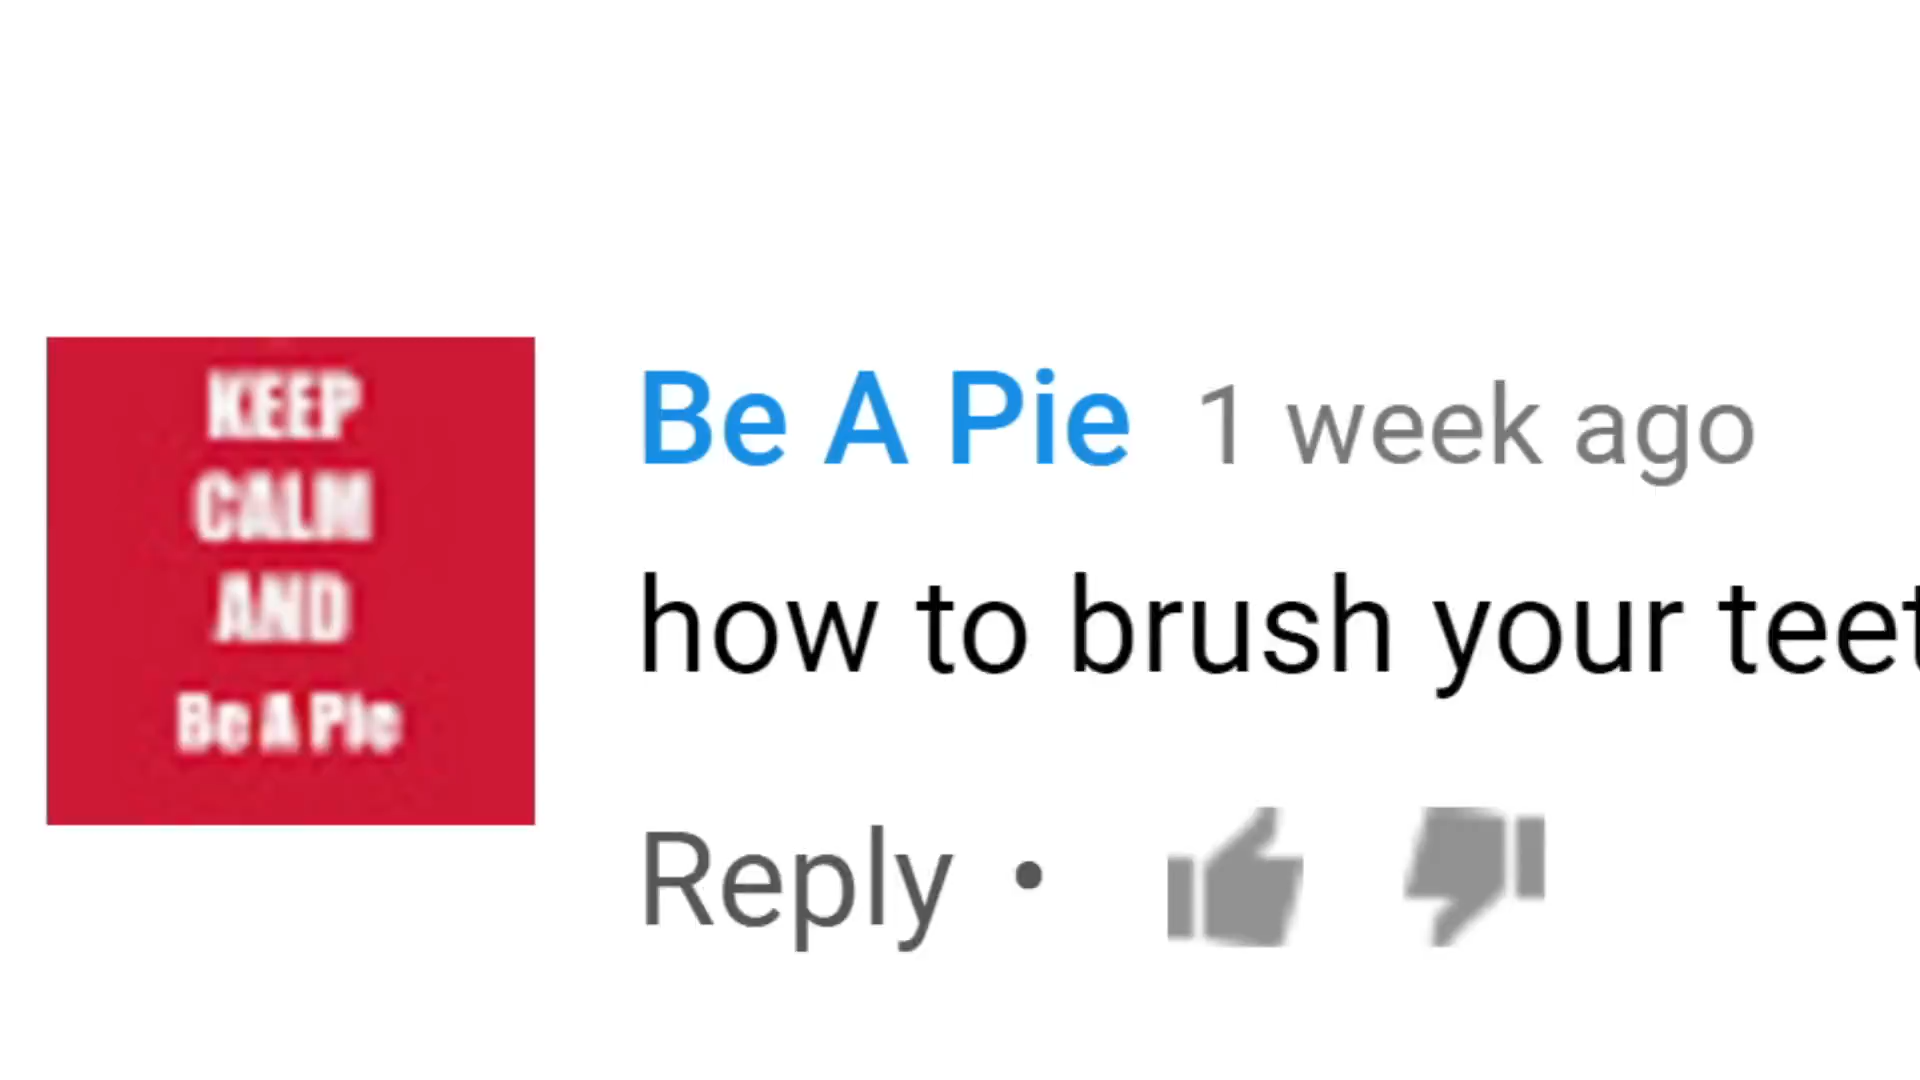 KEEP
CALM
AND
Be A Pie
Be A Pie 1 week ago
how to brush your teet
Reply •